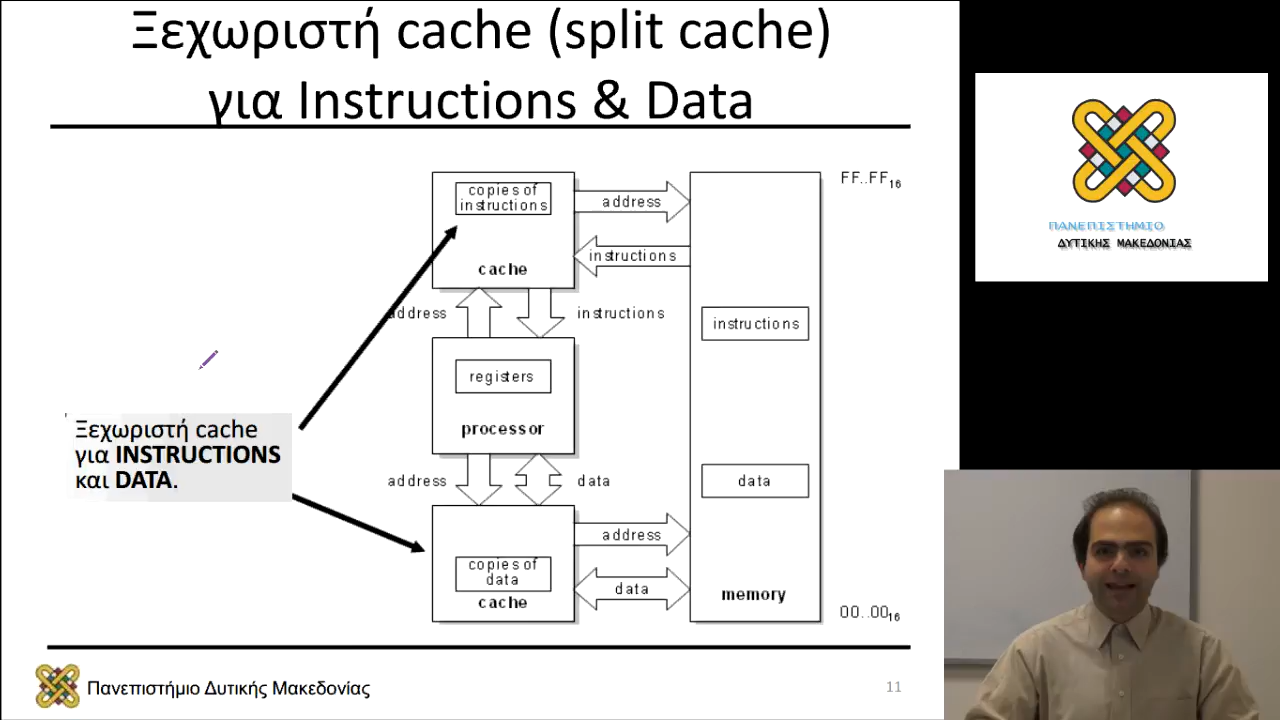 Ξεχωριστή cache (split cache)
για Instructions & Data
copies of
instructions
cache
address
instructions
FF..FF16
address
instructions
instructions
registers
processor
Ξεχωριστή cache
για INSTRUCTIONS
και DATA.
address
data
data
address
copies of
data
cache
data
memory
00..0016
Πανεπιστήμιο Δυτικής Μακεδονίας
11
ΠΑΝΕΠΙΣΤΗΜΙΟ
ΔΥΤΙΚΗΣ ΜΑΚΕΔΟΝΙΑΣ